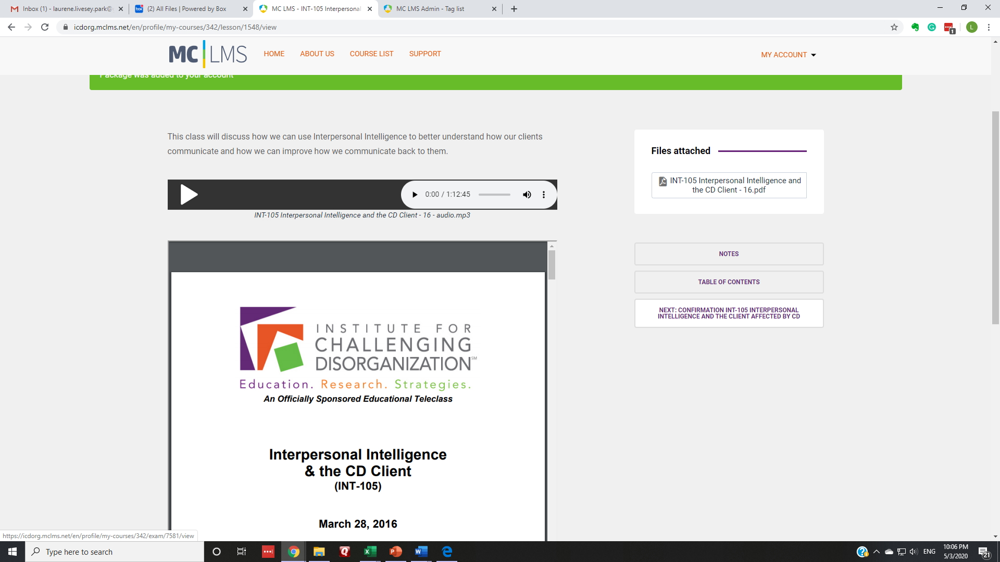 Inbox (1) - laurene.livesey.park@
(2) All Files | Powered by Box
MC LMS - INT-105 Interpersonal
MC LMS Admin - Tag list
icdorg.mclms.net/en/profile/my-courses/342/lesson/1548/view
1
L
MC LMS
HOME
ABOUT US
COURSE LIST
SUPPORT
MY ACCOUNT
Package was added to your account
This class will discuss how we can use Interpersonal Intelligence to better understand how our clients
communicate and how we can improve how we communicate back to them.
0:00 / 1:12:45
INT-105 Interpersonal Intelligence and the CD Client - 16 - audio.mp3
Files attached
INT-105 Interpersonal Intelligence and
the CD Client - 16.pdf
NOTES
TABLE OF CONTENTS
NEXT: CONFIRMATION INT-105 INTERPERSONAL
INTELLIGENCE AND THE CLIENT AFFECTED BY CD
INSTITUTE FOR
CHALLENGING
DISORGANIZATION℠
Education. Research. Strategies.
An Officially Sponsored Educational Teleclass
Interpersonal Intelligence
& the CD Client
(INT-105)
March 28, 2016
https://icdorg.mclms.net/en/profile/my-courses/342/exam/7581/view
Type here to search
ENG
10:06 PM
5/3/2020
21